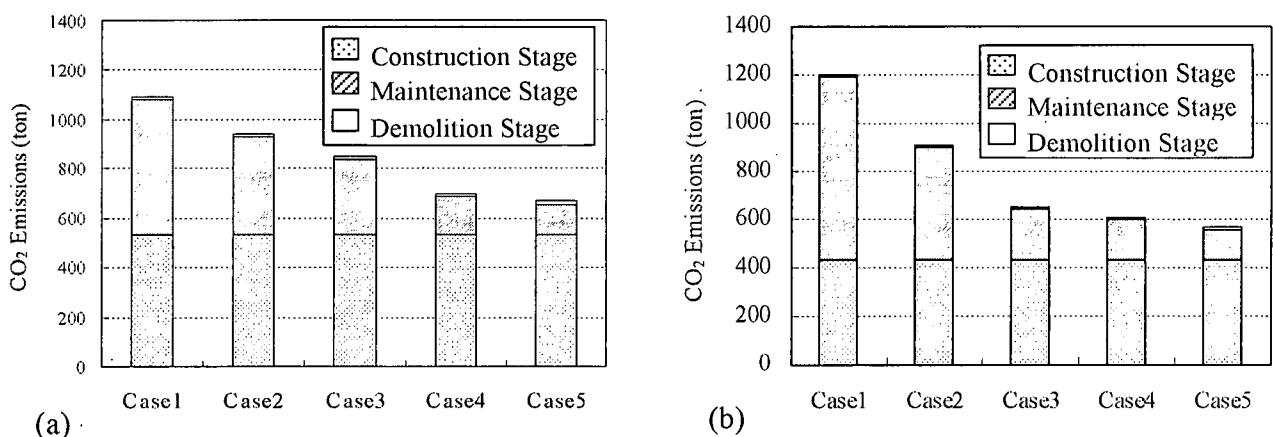 1400
1200
1000
800
600
400
200
0
CO2 Emissions (ton)
Construction Stage
Maintenance Stage
Demolition Stage
Case1 Case2 Case3 Case4 Case5
(a)
1400
1200
1000
800
600
400
200
0
CO2 Emissions (ton)
Construction Stage
Maintenance Stage
Demolition Stage
Case1 Case2 Case3 Case4 Case5
(b)